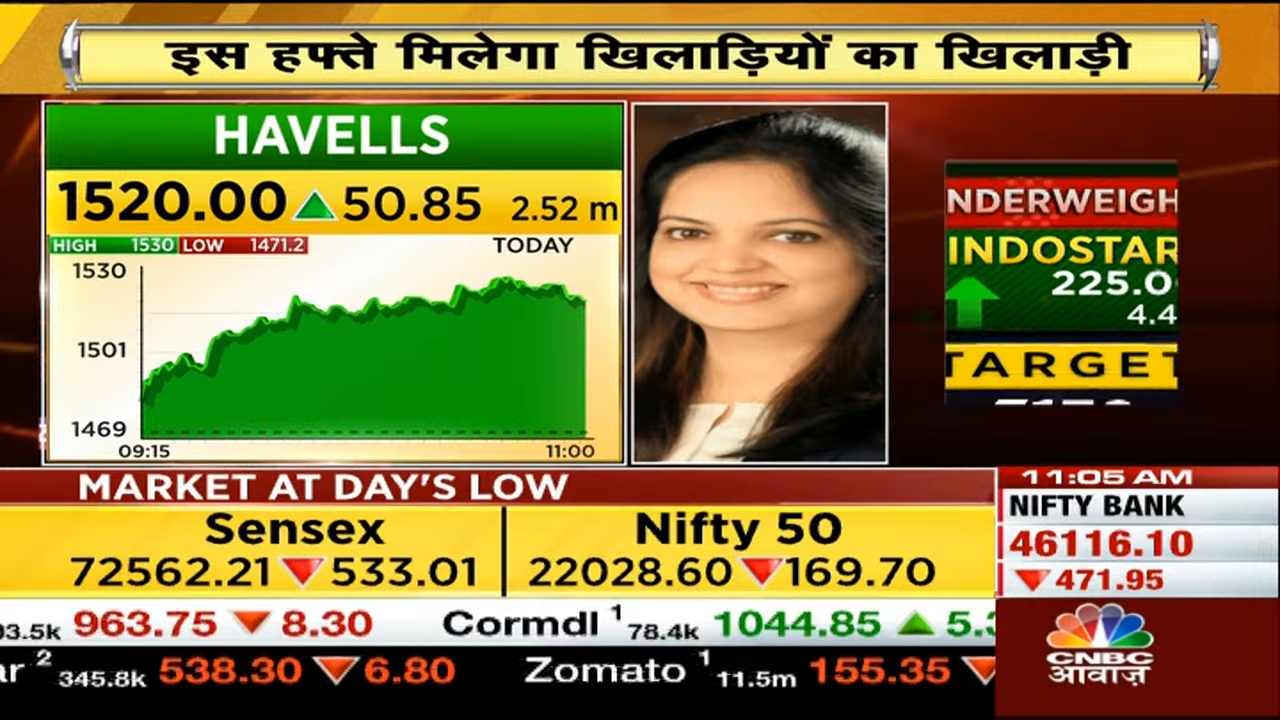 इस हफ्ते मिलेगा खिलाड़ियों का खिलाड़ी
HAVELLS
1520.00 50.85 2.52 m
HIGH 1530 LOW 1471.2 TODAY
1530
1501
1469
09:15 11:00
NDERWEIGH
INDOSTAR
225.0
4.4
TARGET
MARKET AT DAY'S LOW
Sensex
72562.21 533.01
Nifty 50
22028.60 169.70
11:05 AM
NIFTY BANK
46116.10
471.95
93.5k 963.75 8.30 Cormdl 1 78.4k 1044.85 5.3
ar 2 345.8k 538.30 6.80 Zomato 1 11.5m 155.35
CNBC
आवाज़